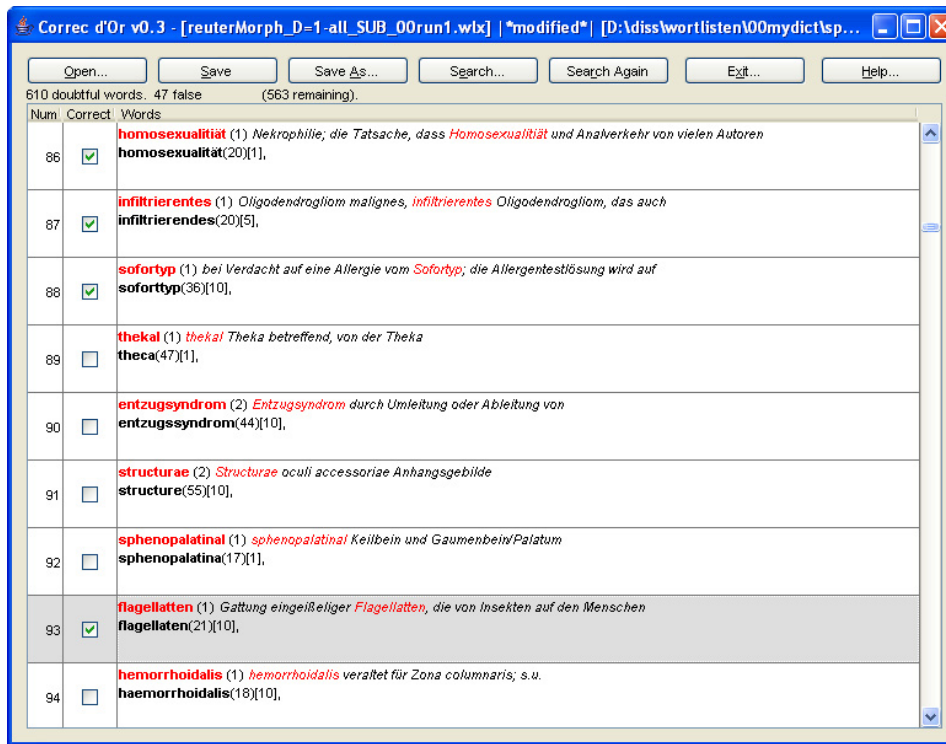 Correc d'Or v0.3 - [reuterMorph_D=1-all_SUB_00run1.wlx] | *modified* | [D:\diss\wortlisten\00mydict\sp...
Open... Save Save As... Search... Search Again Exit... Help...
610 doubtful words. 47 false (563 remaining).
Num Correct Words
homosexualitiät (1) Nekrophilie; die Tatsache, dass Homosexualitiät und Analverkehr von vielen Autoren
86 homosexualität(20)[1],
infiltrierentes (1) Oligodendrogliom malignes, infiltrierentes Oligodendrogliom, das auch
87 infiltrierendes(20)[5],
sofortyp (1) bei Verdacht auf eine Allergie vom Sofortyp; die Allergentestlösung wird auf
88 soforttyp(36)[10],
thekal (1) thekal Theka betreffend, von der Theka
89 theca(47)[1],
entzugsyndrom (2) Entzugsyndrom durch Umleitung oder Ableitung von
90 entzugssyndrom(44)[10],
structurae (2) Structurae oculi accessoriae Anhangsgebilde
91 structure(55)[10],
sphenopalatinal (1) sphenopalatinal Keilbein und Gaumenbein/Palatum
92 sphenopalatina(17)[1],
flagellatten (1) Gattung eingeißeliger Flagellatten, die von Insekten auf den Menschen
93 flagellaten(21)[10],
hemorrhoidalis (1) hemorrhoidalis veraltet für Zona columnaris; s.u.
94 haemorrhoidalis(18)[10],